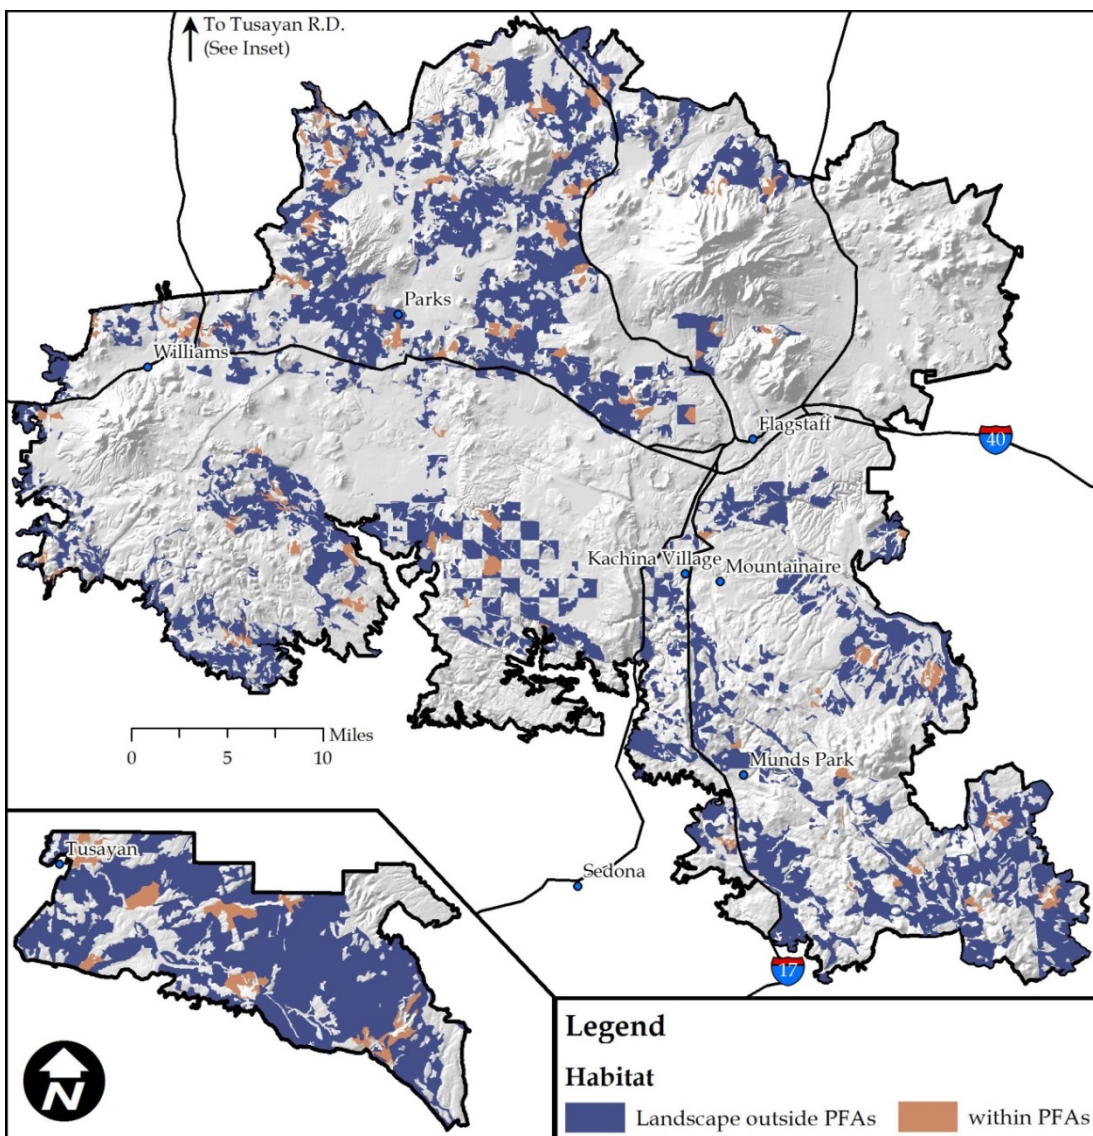 To Tusayan R.D.
(See Inset)
Parks
Williams
Flagstaff
40
Kachina Village
Mountainaire
Miles
0 5 10
Munds Park
Tusayan
Sedona
17
N
Legend
Habitat
Landscape outside PFAs within PFAs